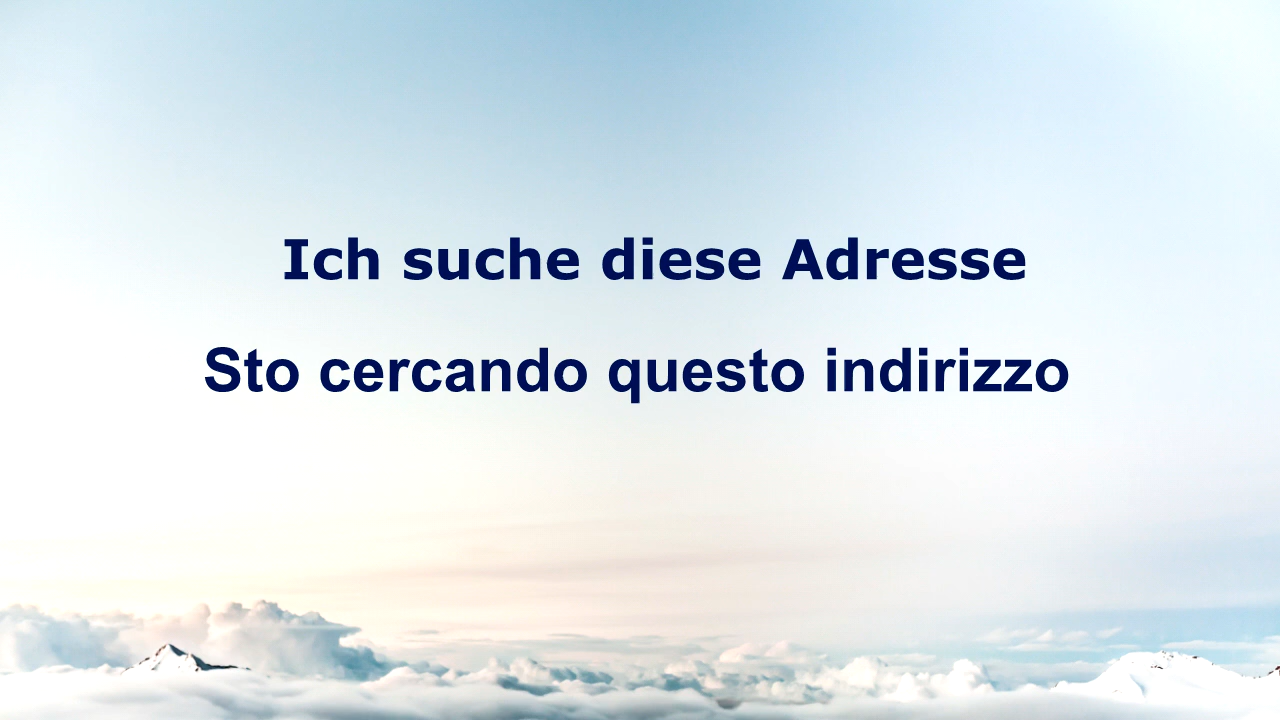 Ich suche diese Adresse
Sto cercando questo indirizzo